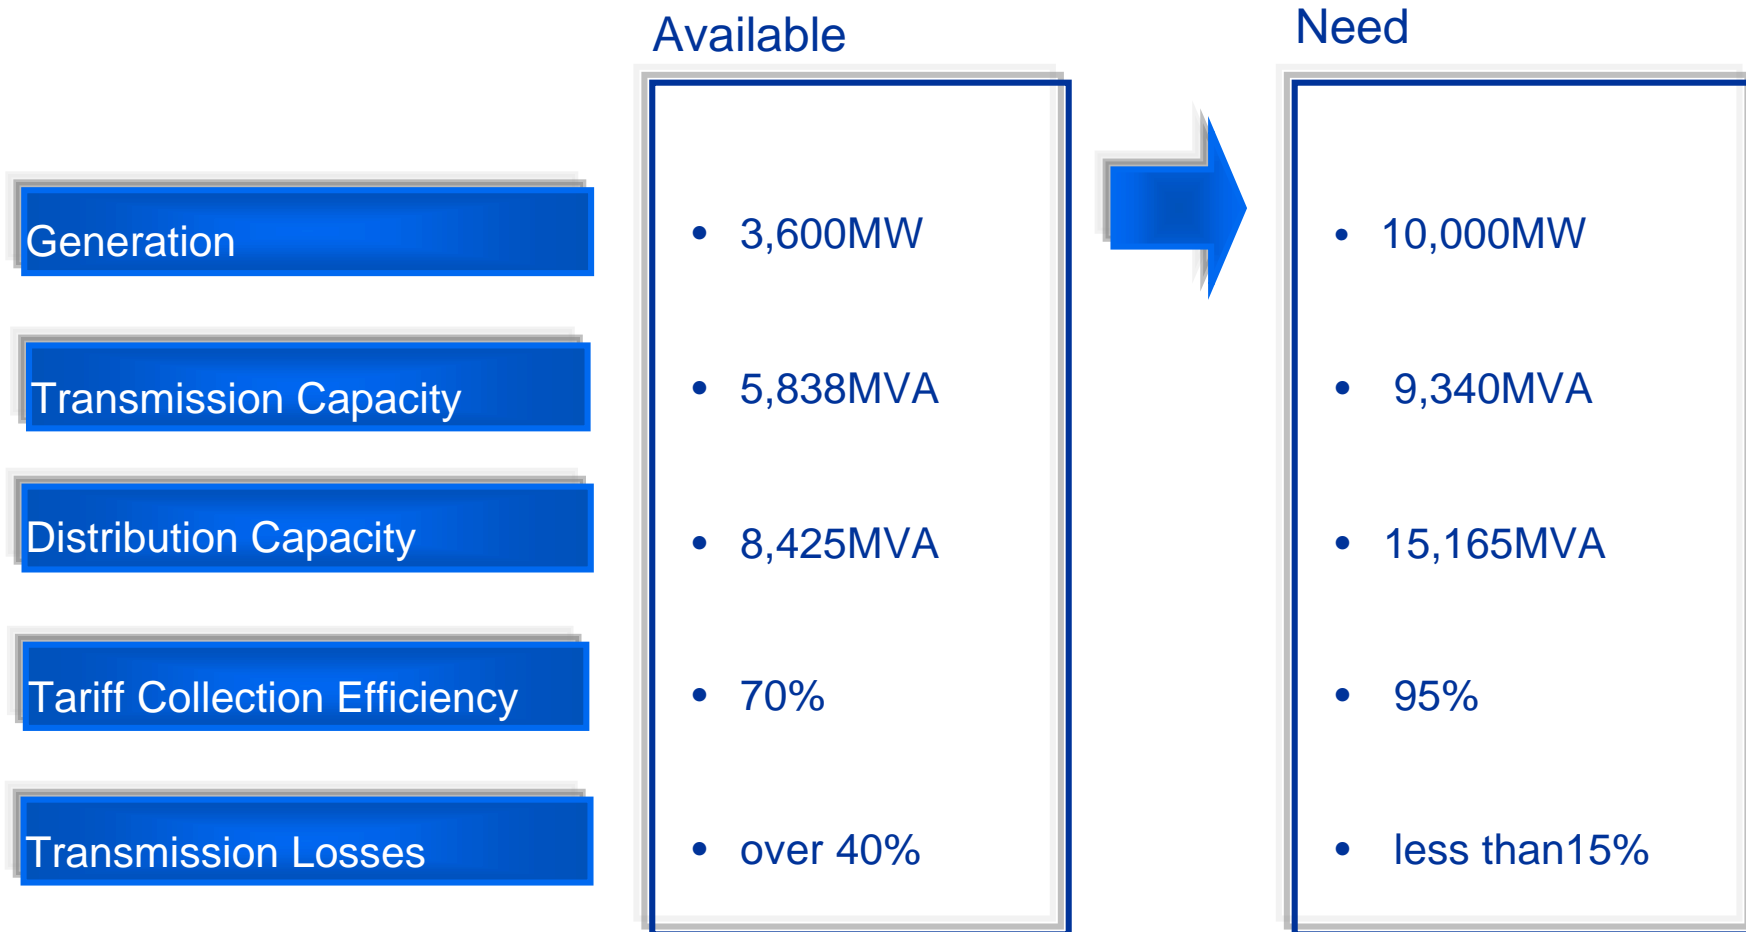 Available
Need
Generation
• 3,600MW
• 10,000MW
Transmission Capacity
• 5,838MVA
• 9,340MVA
Distribution Capacity
• 8,425MVA
• 15,165MVA
Tariff Collection Efficiency
• 70%
• 95%
Transmission Losses
• over 40%
• less than15%